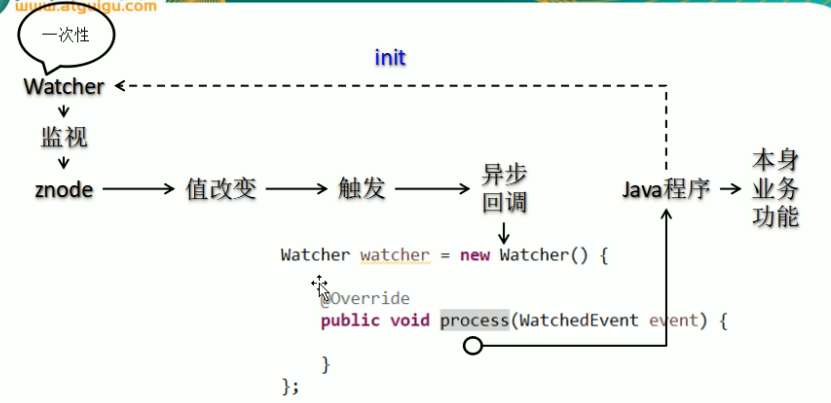 www.atguigu.com
一次性
init
Watcher
监视
znode
值改变
触发
异步
回调
Java程序
本身
业务
功能
Watcher watcher = new Watcher() {
@Override
public void process(WatchedEvent event) {
}
};